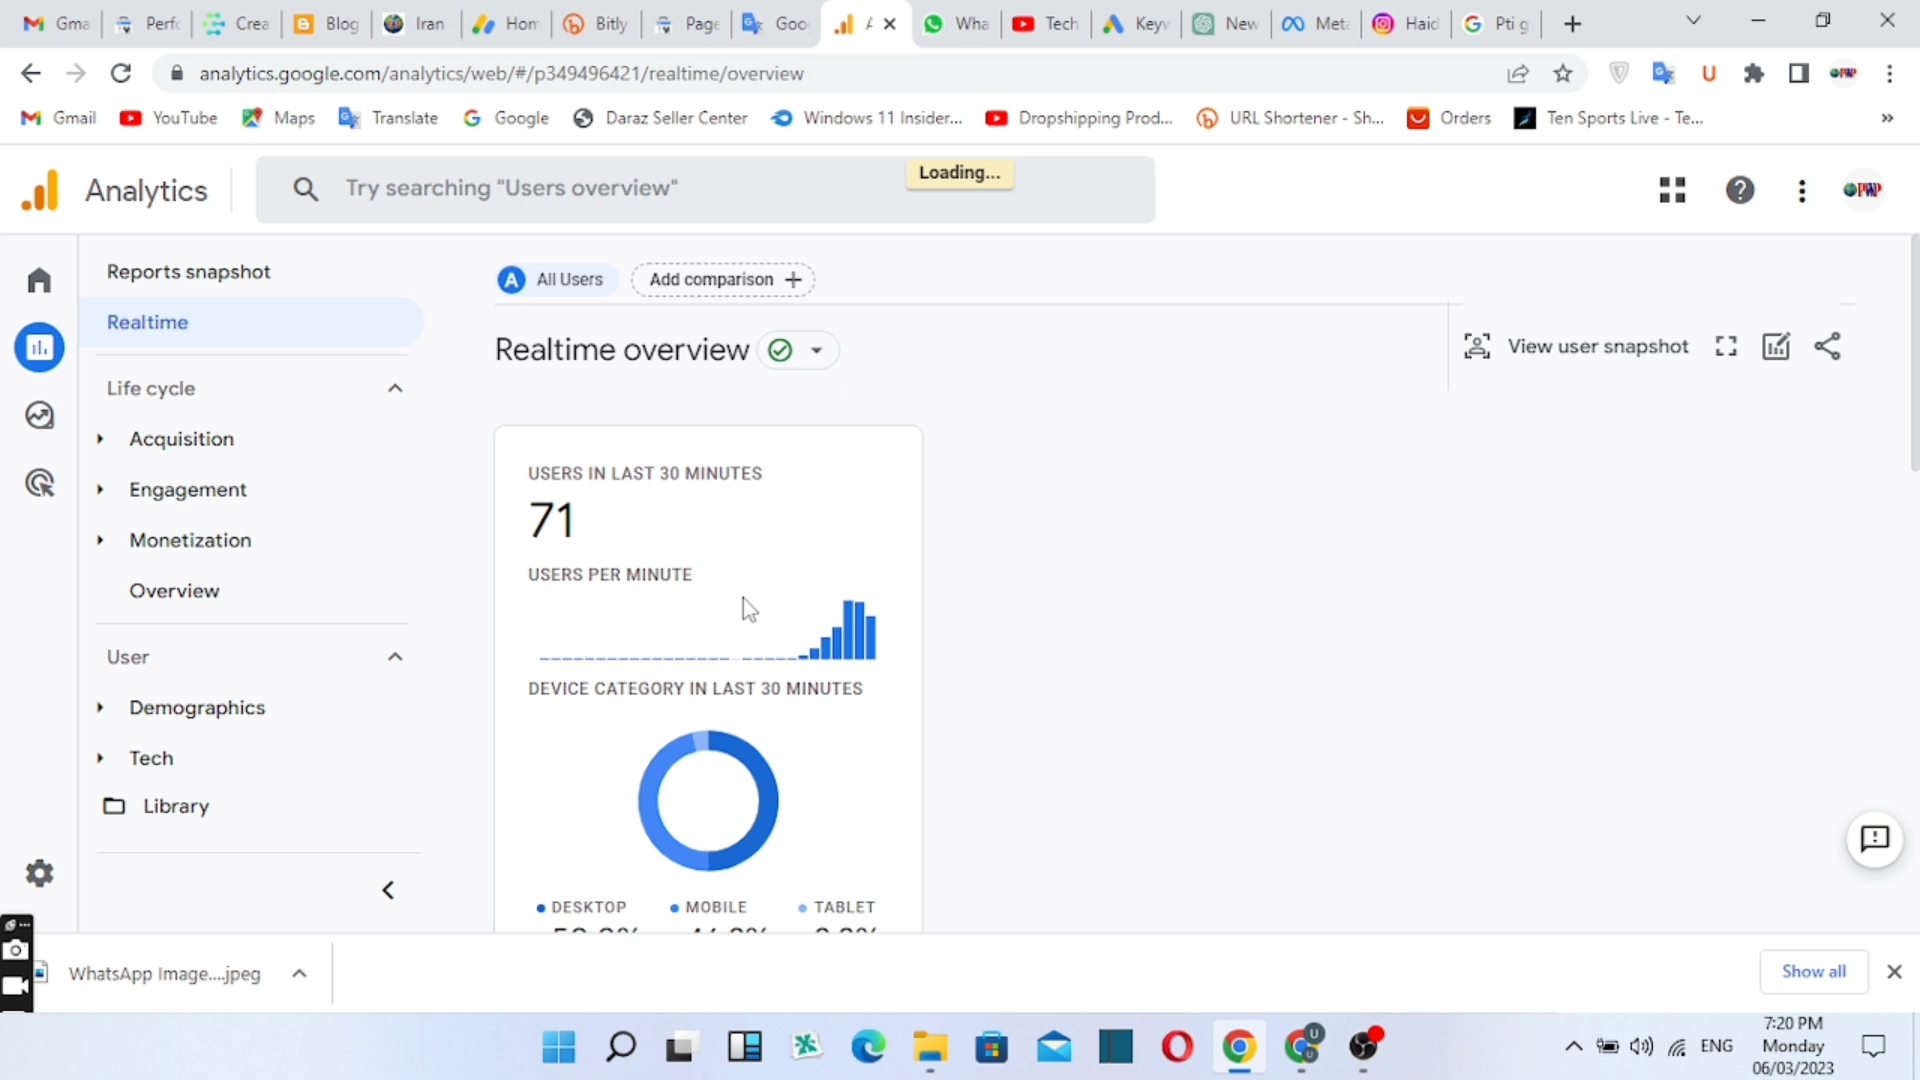 Gma
Perfo
Crea
Blog
Iran
Hom
Bitly
Page
Goo
Wha
Tech
Keyv
New
Meta
Haid
Pti g
analytics.google.com/analytics/web/#/p349496421/realtime/overview
Gmail
YouTube
Maps
Translate
Google
Daraz Seller Center
Windows 11 Insider...
Dropshipping Prod...
URL Shortener - Sh...
Orders
Ten Sports Live - Te...
Analytics
Try searching "Users overview"
Loading...
Reports snapshot
Realtime
Life cycle
Acquisition
Engagement
Monetization
Overview
User
Demographics
Tech
Library
A All Users
Add comparison +
Realtime overview
View user snapshot
USERS IN LAST 30 MINUTES
71
USERS PER MINUTE
DEVICE CATEGORY IN LAST 30 MINUTES
DESKTOP
MOBILE
TABLET
WhatsApp Image....jpeg
Show all
ENG
7:20 PM
Monday
06/03/2023